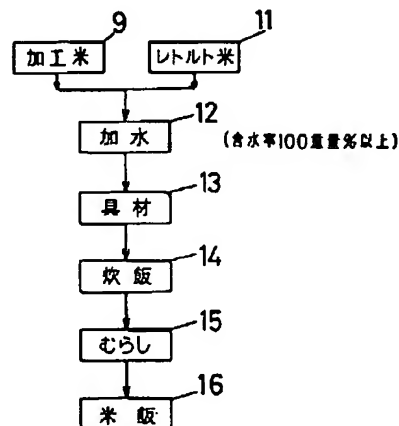 9
加工米
11
レトルト米
12
加水
(含水率100重量%以上)
13
具材
14
炊飯
15
むらし
16
米飯